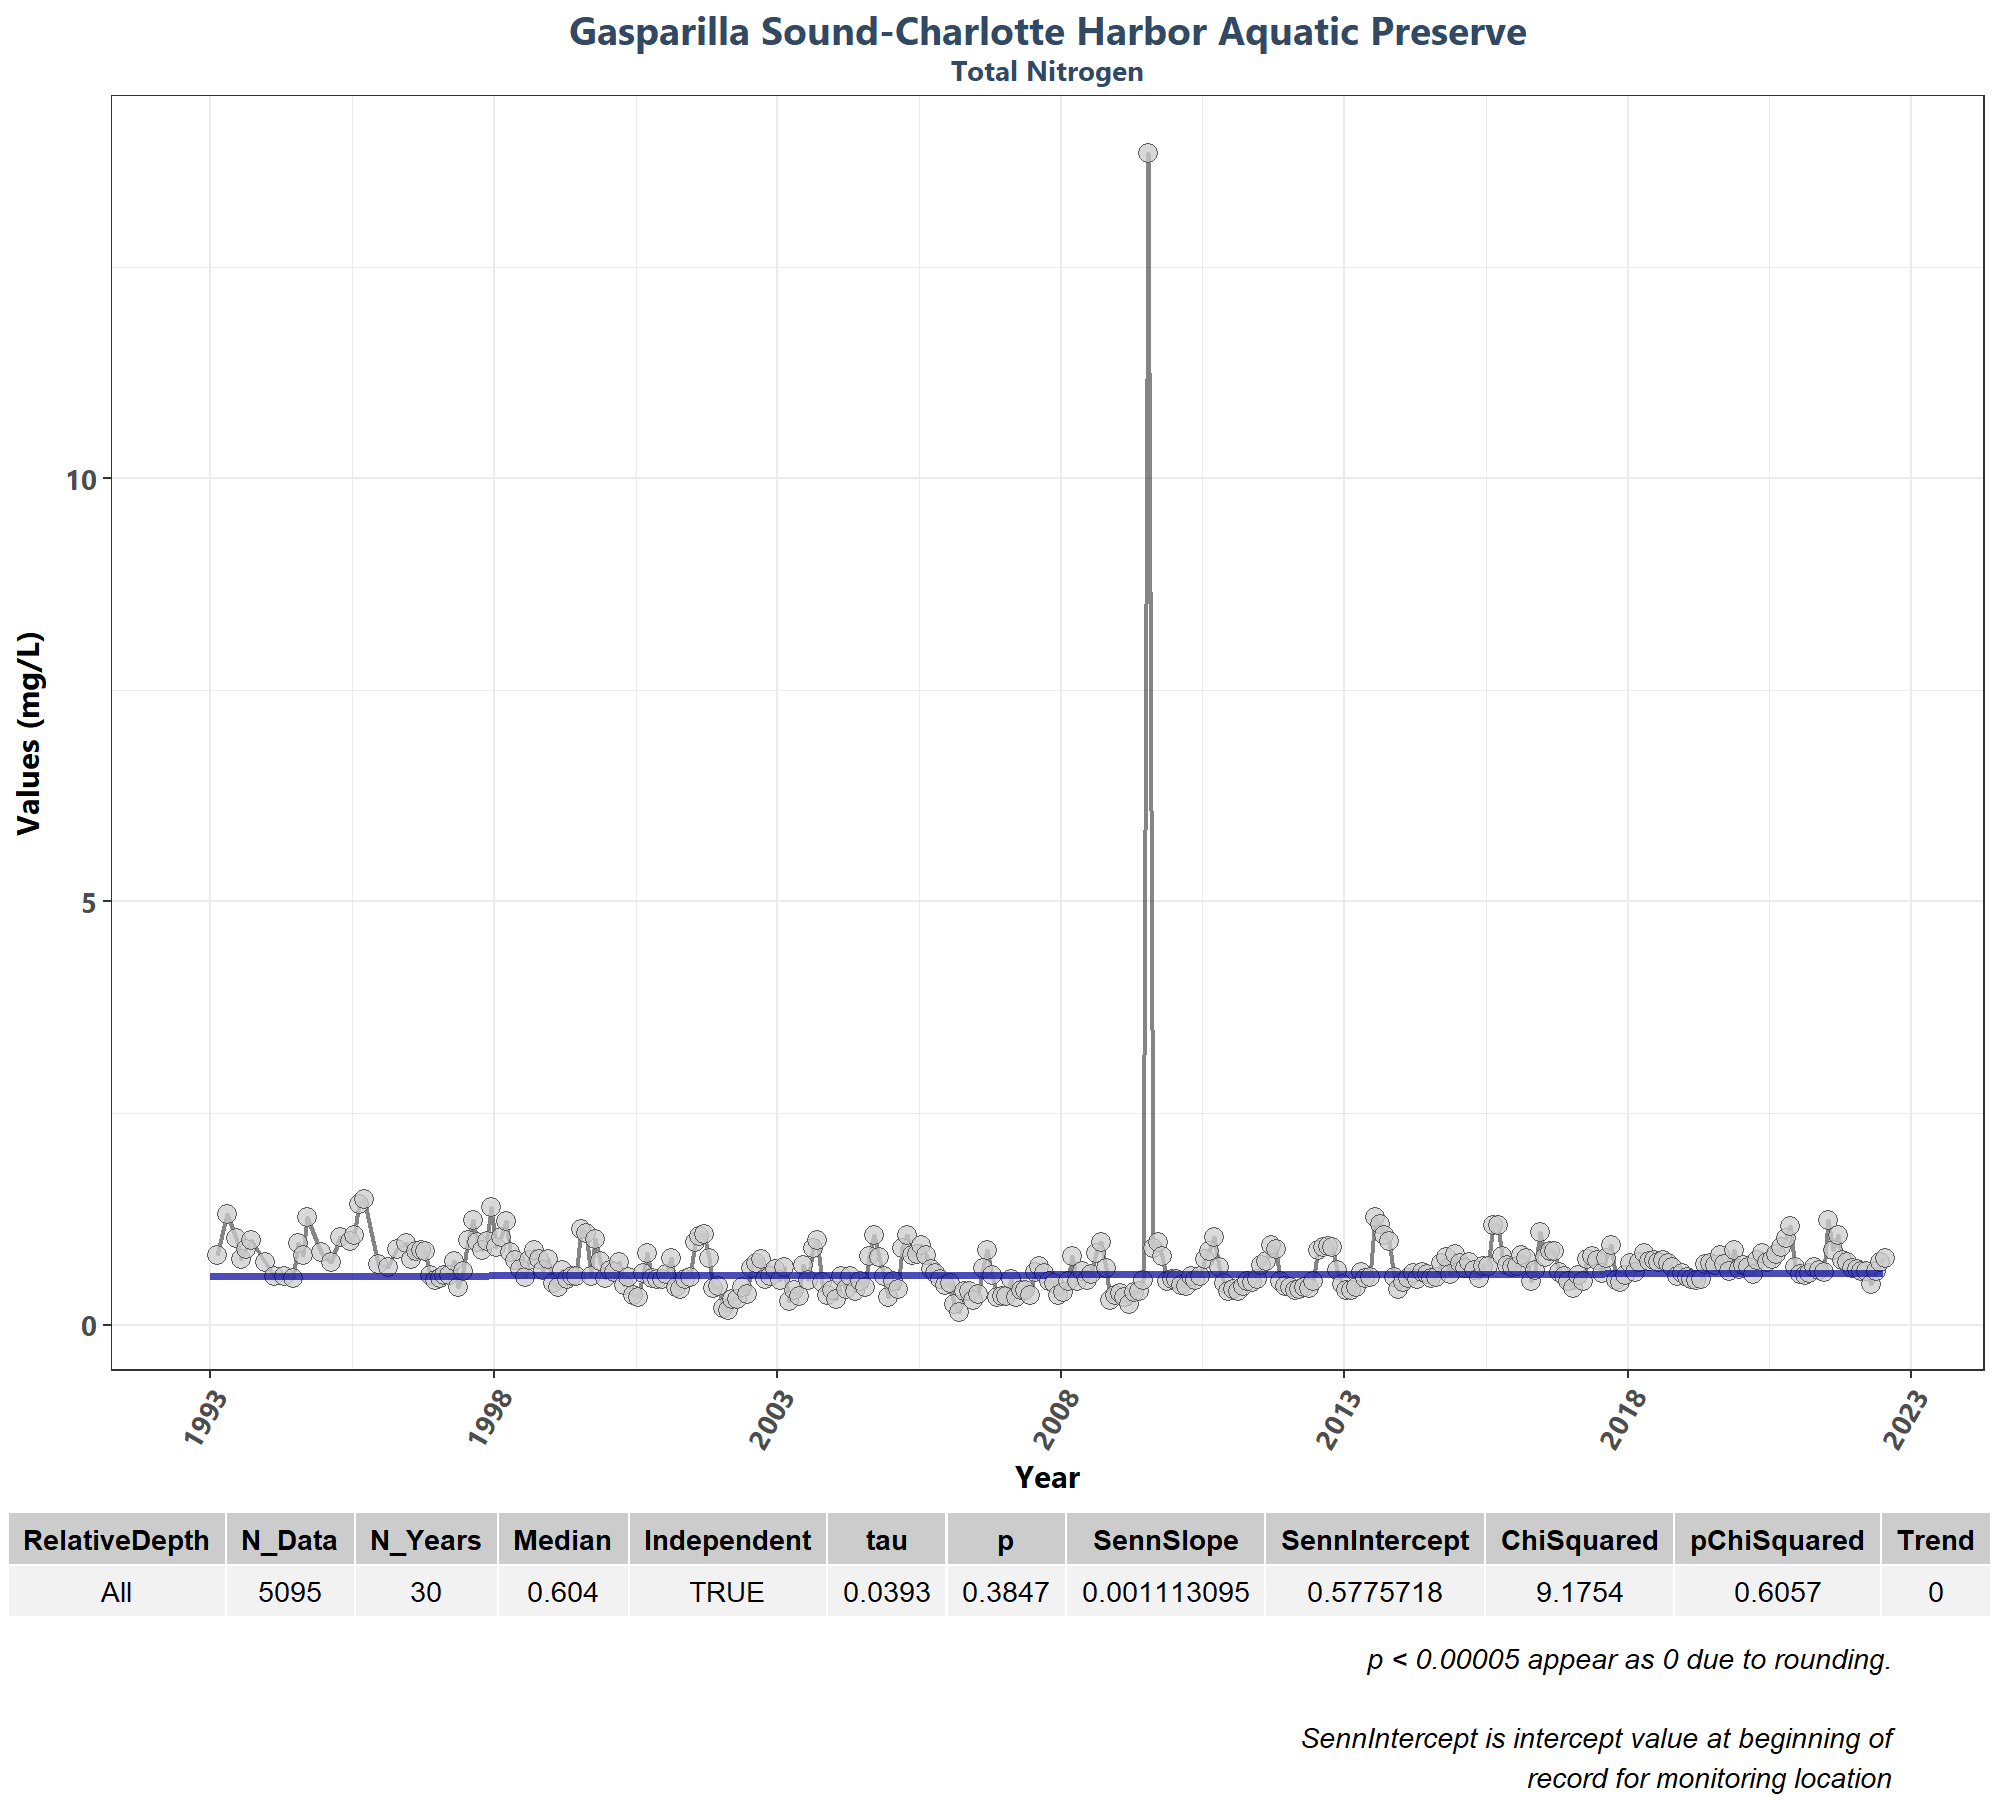 Gasparilla Sound-Charlotte Harbor Aquatic Preserve
Total Nitrogen
Values (mg/L)
10
5
0
1993 1998 2003 2008 2013 2018 2023
Year
RelativeDepth N_Data N_Years Median Independent tau p SennSlope SennIntercept ChiSquared pChiSquared Trend
All 5095 30 0.604 TRUE 0.0393 0.3847 0.001113095 0.5775718 9.1754 0.6057 0
p < 0.00005 appear as 0 due to rounding.
SennIntercept is intercept value at beginning of
record for monitoring location